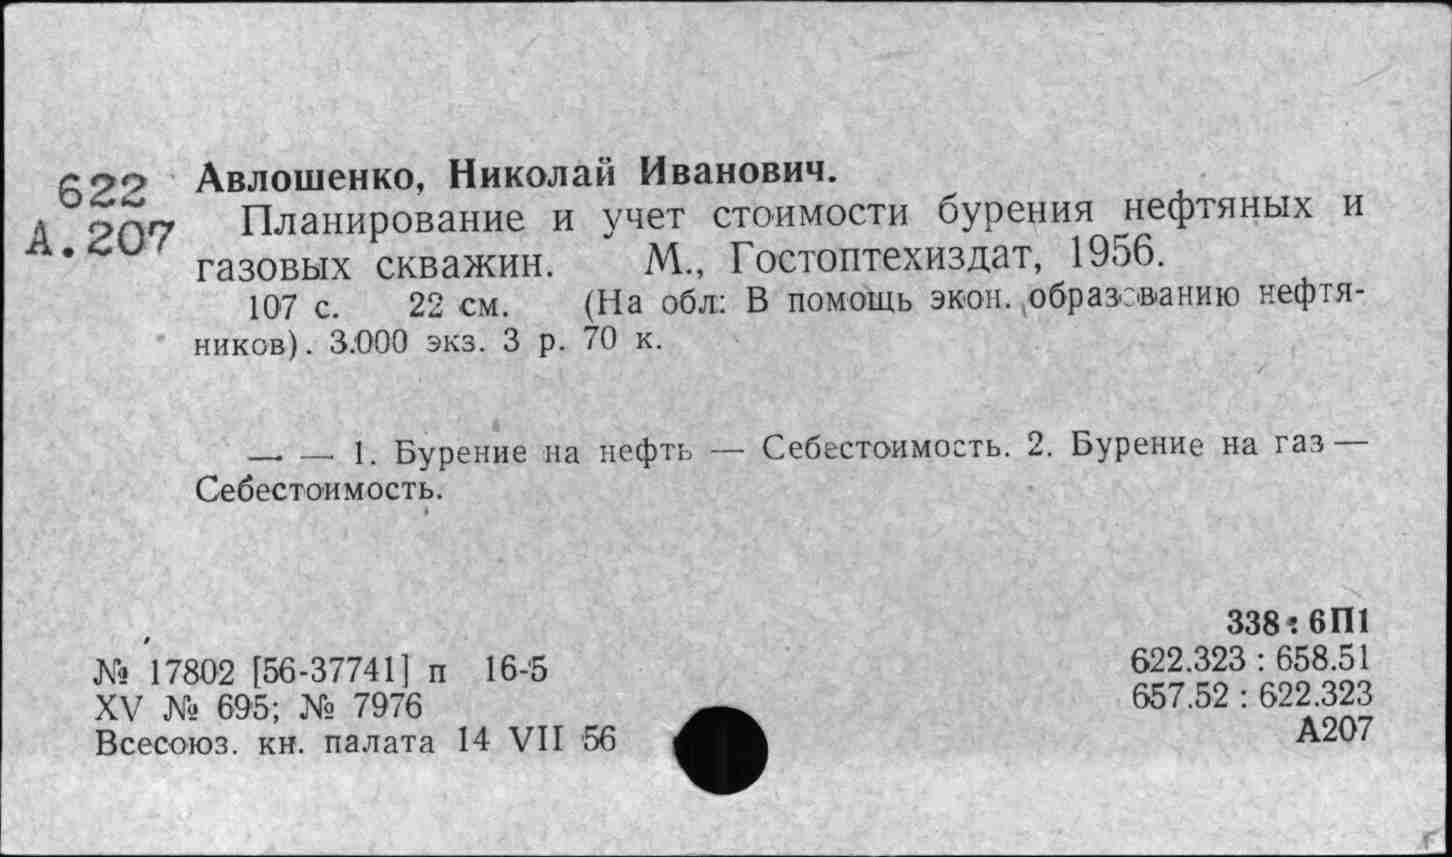 622 Авлошенко, Николай Иванович.
А.207 Планирование и учет стоимости бурения нефтяных и
газовых скважин. М., Гостоптехиздат, 1956.
107 с. 22 см. (На обл: В помощь экон. образованию нефтя-
ников). 3.000 экз. 3 р. 70 к.
— — 1. Бурение на нефть — Себестоимость. 2. Бурение на газ —
Себестоимость.
338 : 6П1
№ 17802 [56-37741] п 16-5 622.323 : 658.51
XV № 695; № 7976 657.52 : 622.323
Всесоюз. кн. палата 14 VII 56 А207